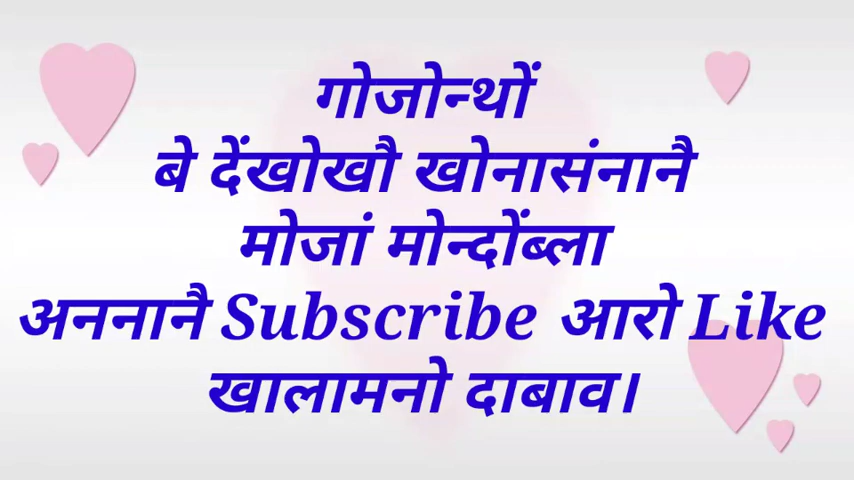 गोजोन्थों
बे देंखोखौ खोनासंनानै
मोजां मोन्दोंब्ला
अननानै Subscribe आरो Like
खालामनो दाबाव।